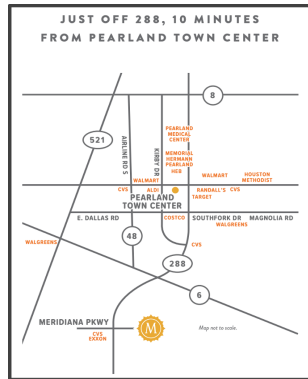 JUST OFF 288, 10 MINUTES
FROM PEARLAND TOWN CENTER
8
521
AIRLINE RD S
KIRBY DR
PEARLAND
MEDICAL
CENTER
MEMORIAL
HERMANN
PEARLAND
HEB
WALMART
WALMART
HOUSTON
METHODIST
CVS
ALDI
RANDALL'S
CVS
TARGET
PEARLAND
TOWN CENTER
E. DALLAS RD
COSTCO
SOUTHFORK DR
MAGNOLIA RD
WALGREENS
WALGREENS
48
CVS
288
6
MERIDIANA PKWY
M
Map not to scale.
CVS
EXXON